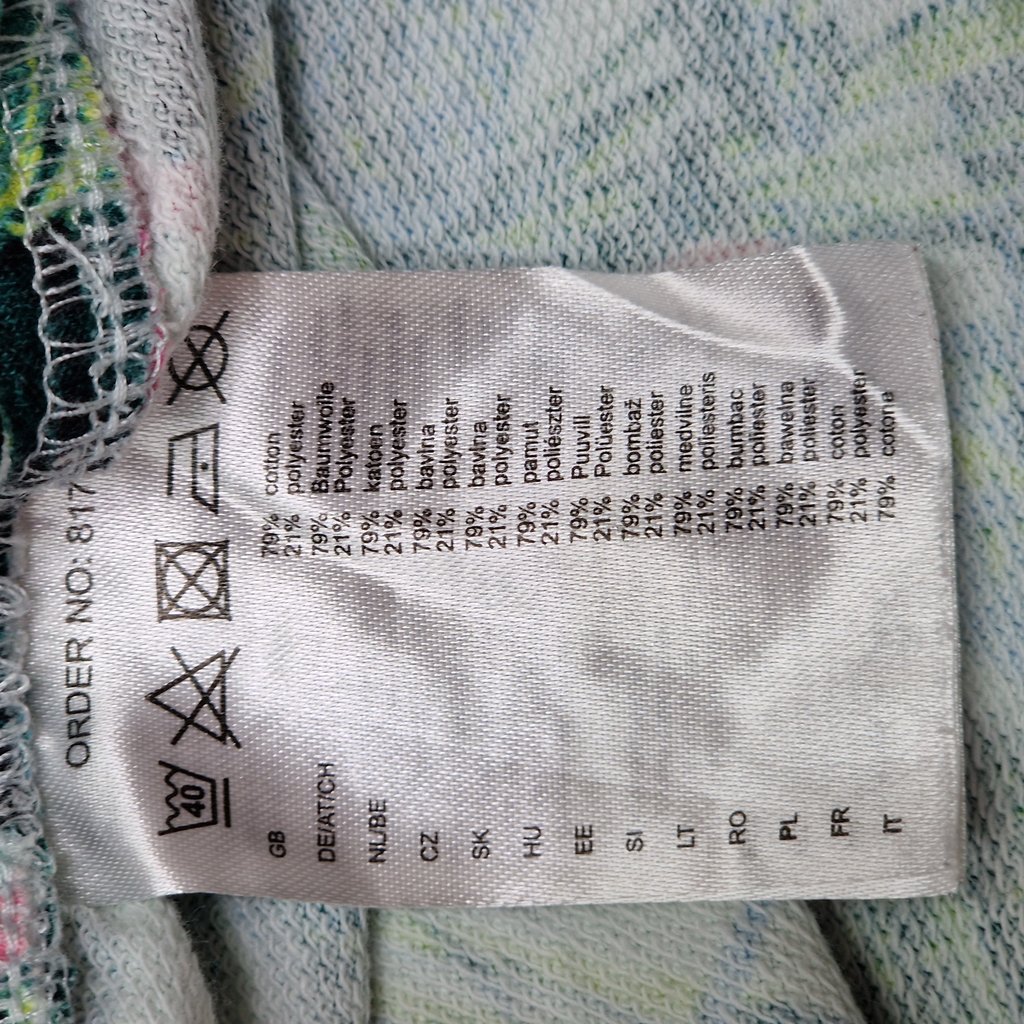 ORDER NO: 817
40
GB 79% cotton
21% polyester
DE/AT/CH 79% Baumwolle
21% Polyester
NL/BE 79% katoen
21% polyester
CZ 79% bavlna
21% polyester
SK 79% bavlna
21% polyester
HU 79% pamut
21% poliészter
EE 79% Puuvill
21% Polüester
SI 79% bombaž
21% poliester
LT 79% medvilnė
21% poliesteris
RO 79% bumbac
21% poliester
PL 79% bawełna
21% poliester
FR 79% coton
21% polyester
IT 79% cotone